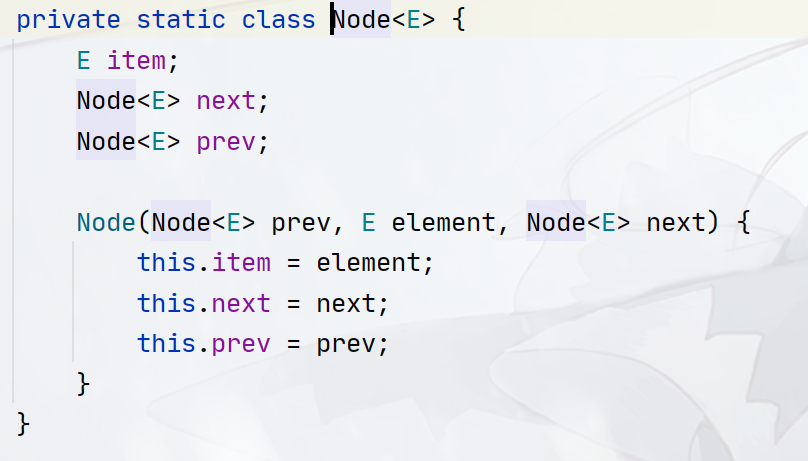 private static class Node<E> {
    E item;
    Node<E> next;
    Node<E> prev;

    Node(Node<E> prev, E element, Node<E> next) {
        this.item = element;
        this.next = next;
        this.prev = prev;
    }
}